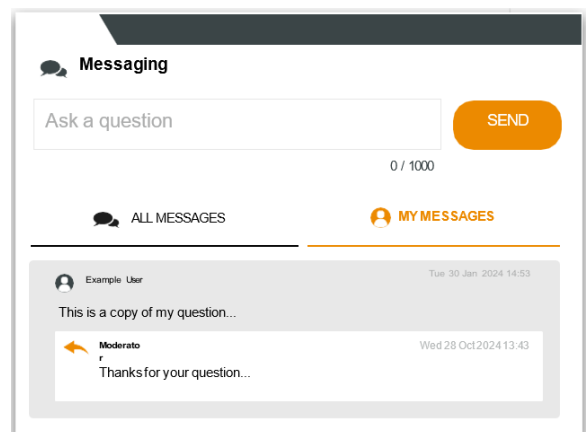 Messaging
Ask a question
SEND
0 / 1000
ALL MESSAGES
MY MESSAGES
Example User
Tue 30 Jan 2024 14:53
This is a copy of my question...
Moderato
r
Wed 28 Oct 2024 13:43
Thanks for your question...